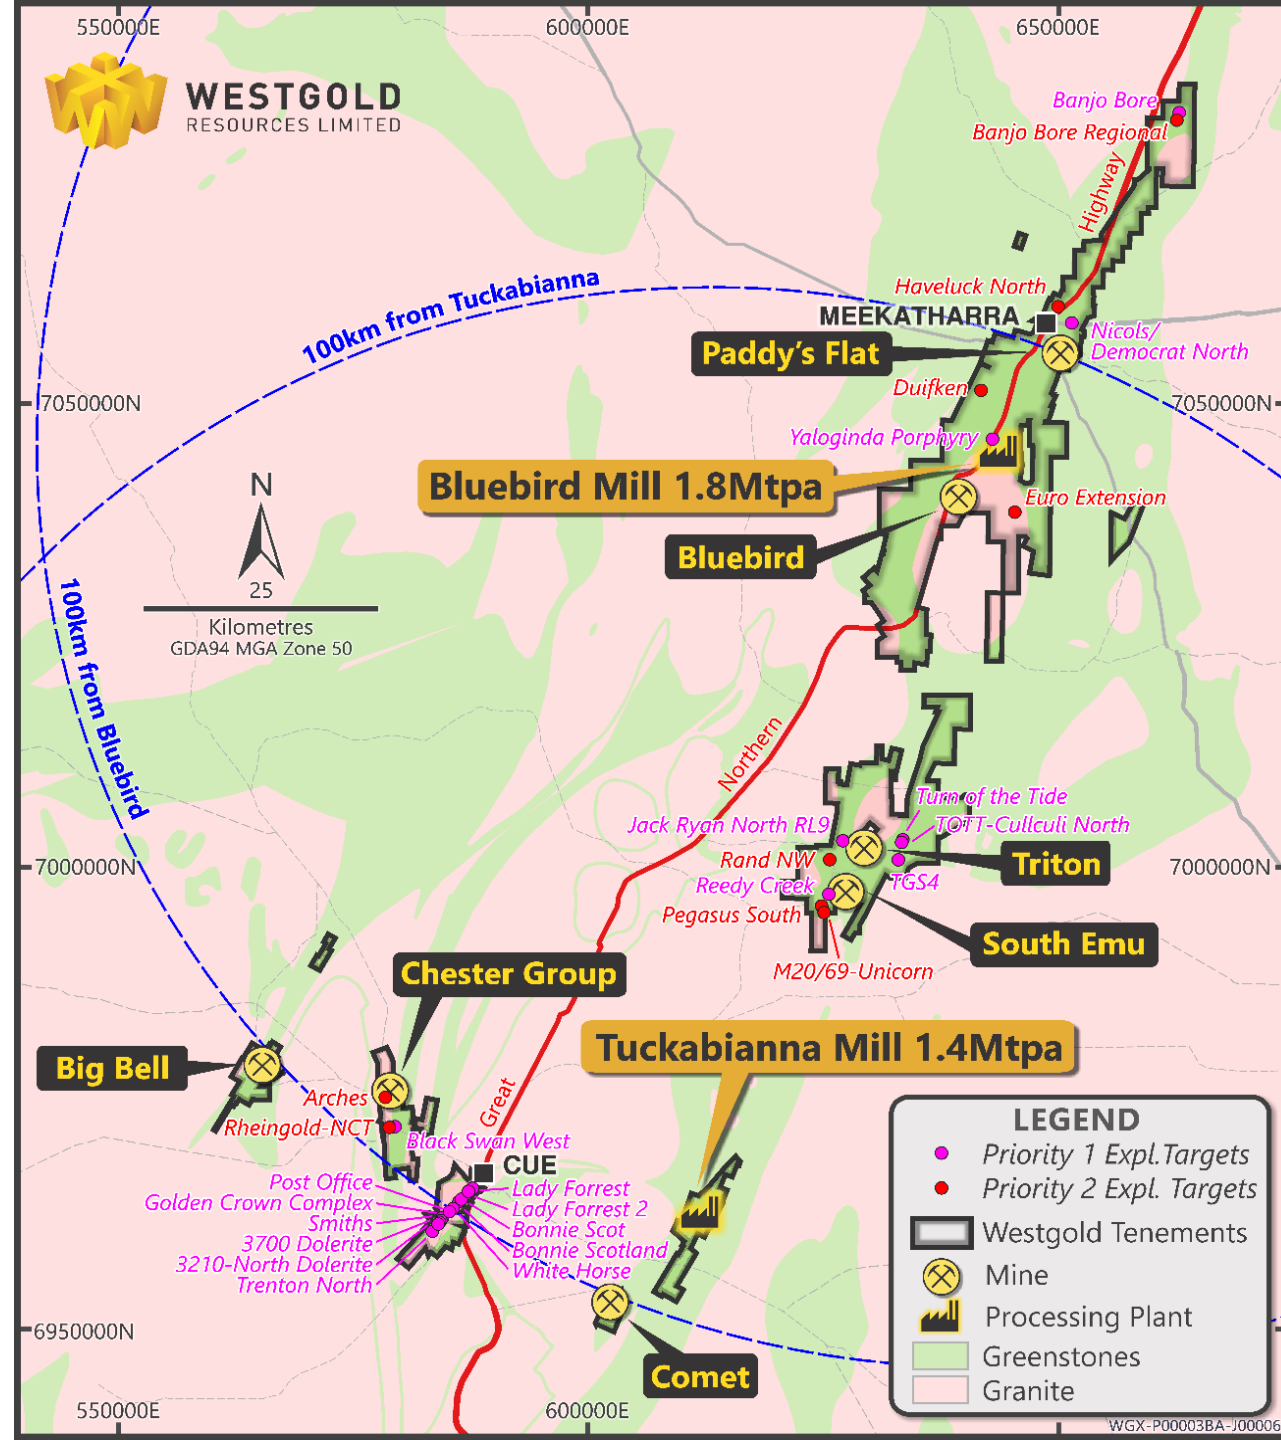 550000E
600000E
650000E
WESTGOLD
RESOURCES LIMITED
Banjo Bore
Banjo Bore Regional
Highway
100km from Tuckabianna
Haveluck North
MEEKATHARRA
Nicols/
Democrat North
Paddy's Flat
Duifken
7050000N
7050000N
Yaloginda Porphyry
Bluebird Mill 1.8Mtpa
N
Euro Extension
Bluebird
25
Kilometres
GDA94 MGA Zone 50
100km from Bluebird
Northern
Turn of the Tide
Jack Ryan North RL9
TOTT-Cullculi North
Rand NW
7000000N
Triton
7000000N
Reedy Creek
TGS4
Pegasus South
South Emu
M20/69-Unicorn
Chester Group
Tuckabianna Mill 1.4Mtpa
Big Bell
Arches
Great
Rheingold-NCT
Black Swan West
CUE
Post Office
Golden Crown Complex
Smiths
3700 Dolerite
3210-North Dolerite
Trenton North
Lady Forrest
Lady Forrest 2
Bonnie Scot
Bonnie Scotland
White Horse
6950000N
Comet
LEGEND
Priority 1 Expl.Targets
Priority 2 Expl. Targets
Westgold Tenements
Mine
Processing Plant
Greenstones
Granite
550000E
600000E
WGX-P00003BA-J00006